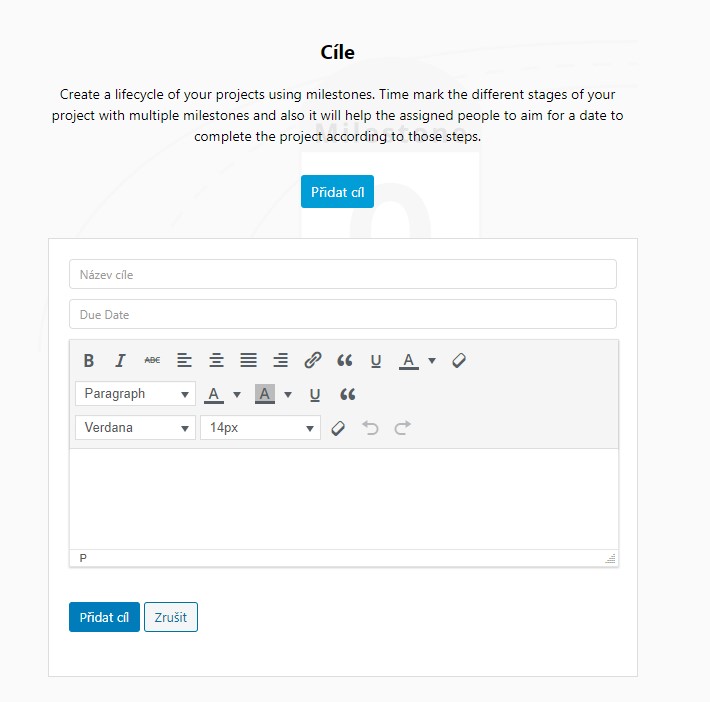 Cíle
Create a lifecycle of your projects using milestones. Time mark the different stages of your
project with multiple milestones and also it will help the assigned people to aim for a date to
complete the project according to those steps.
Milestone
Přidat cíl
Název cíle
Due Date
B I ABC U A
Paragraph A A U
Verdana 14px
P
Přidat cíl Zrušit